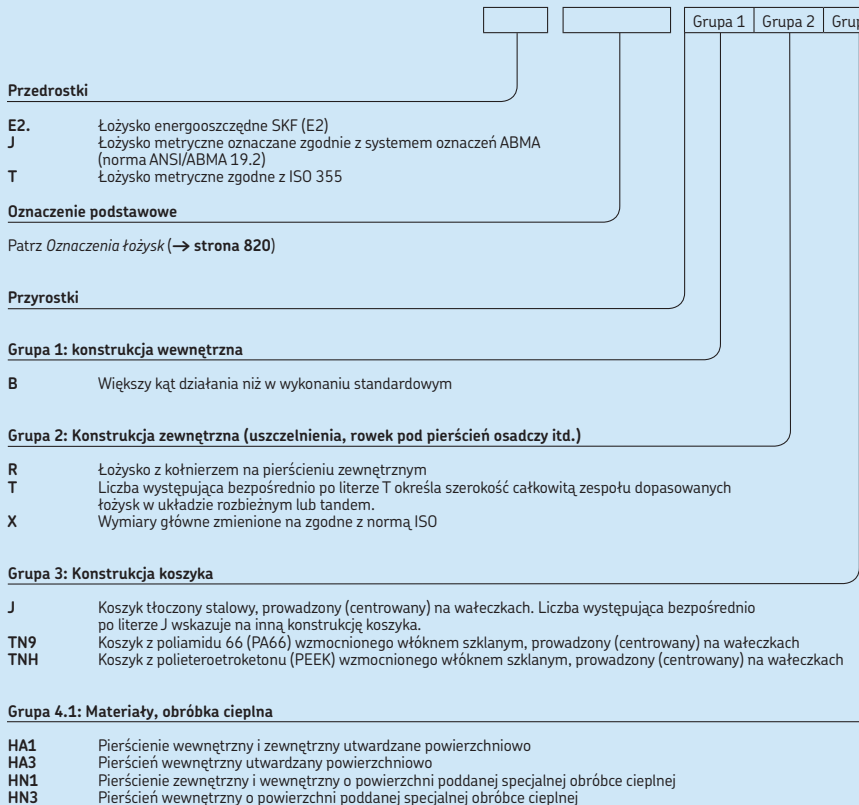 Grupa 1 Grupa 2 Grup
Przedrostki
E2. Łożysko energooszczędne SKF (E2)
J Łożysko metryczne oznaczane zgodnie z systemem oznaczeń ABMA
(norma ANSI/ABMA 19.2)
T Łożysko metryczne zgodne z ISO 355
Oznaczenie podstawowe
Patrz Oznaczenia łożysk (→ strona 820)
Przyrostki
Grupa 1: konstrukcja wewnętrzna
B Większy kąt działania niż w wykonaniu standardowym
Grupa 2: Konstrukcja zewnętrzna (uszczelnienia, rowek pod pierścień osadczy itd.)
R Łożysko z kołnierzem na pierścieniu zewnętrznym
T Liczba występująca bezpośrednio po literze T określa szerokość całkowitą zespołu dopasowanych
łożysk w układzie rozbieżnym lub tandem.
X Wymiary główne zmienione na zgodne z normą ISO
Grupa 3: Konstrukcja koszyka
J Koszyk tłoczony stalowy, prowadzony (centrowany) na wałeczkach. Liczba występująca bezpośrednio
po literze J wskazuje na inną konstrukcję koszyka.
TN9 Koszyk z poliamidu 66 (PA66) wzmocnionego włóknem szklanym, prowadzony (centrowany) na wałeczkach
TNH Koszyk z polieteroetroketonu (PEEK) wzmocnionego włóknem szklanym, prowadzony (centrowany) na wałeczkach
Grupa 4.1: Materiały, obróbka cieplna
HA1 Pierścienie wewnętrzny i zewnętrzny utwardzane powierzchniowo
HA3 Pierścień wewnętrzny utwardzany powierzchniowo
HN1 Pierścienie zewnętrzny i wewnętrzny o powierzchni poddanej specjalnej obróbce cieplnej
HN3 Pierścień wewnętrzny o powierzchni poddanej specjalnej obróbce cieplnej